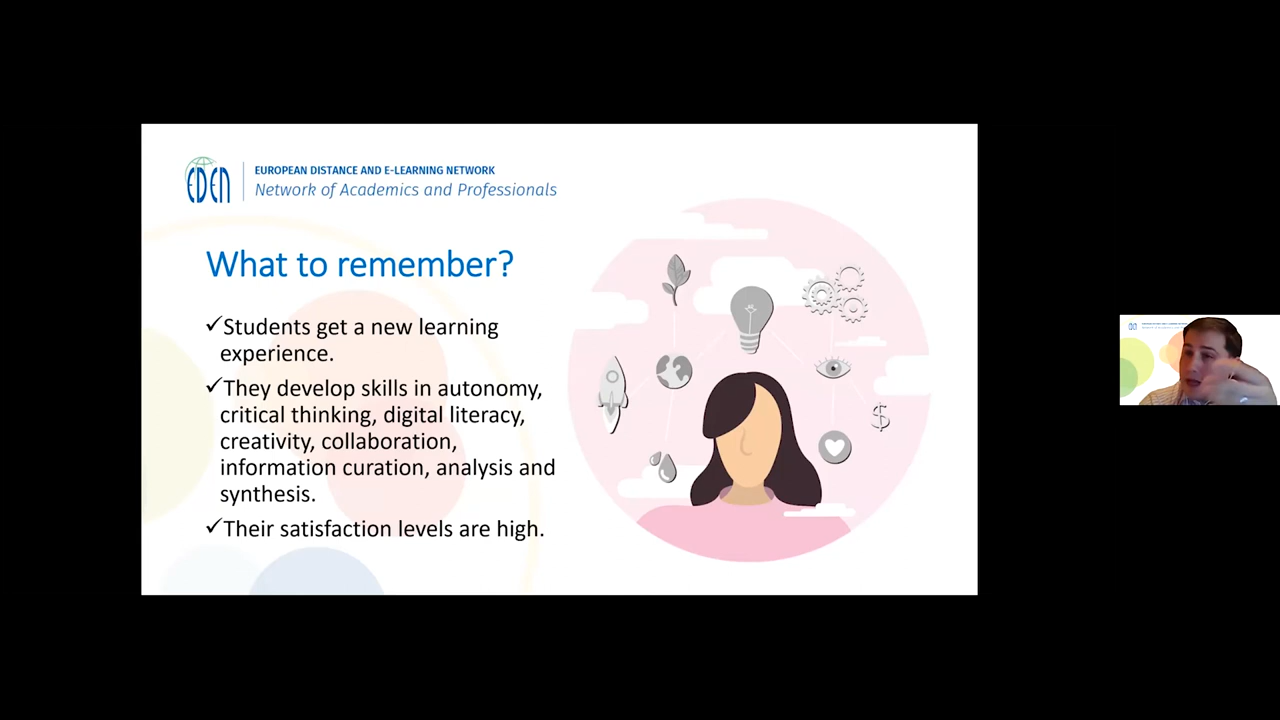 EDEN
EUROPEAN DISTANCE AND E-LEARNING NETWORK
Network of Academics and Professionals
What to remember?
✓Students get a new learning
experience.
✓They develop skills in autonomy,
critical thinking, digital literacy,
creativity, collaboration,
information curation, analysis and
synthesis.
✓Their satisfaction levels are high.
$